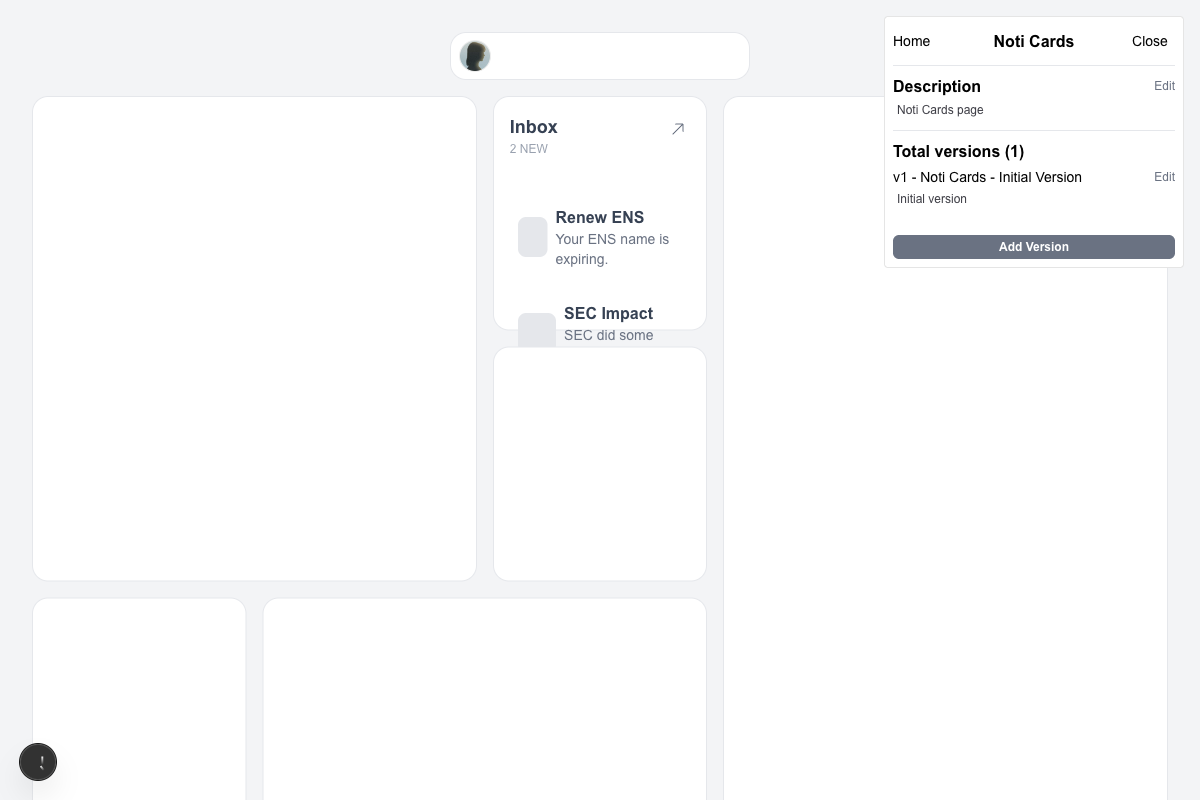 Home
Noti Cards
Close
Description
Edit
Noti Cards page
Total versions (1)
v1 - Noti Cards - Initial Version
Edit
Initial version
Add Version
Inbox
2 NEW
Renew ENS
Your ENS name is
expiring.
SEC Impact
SEC did some